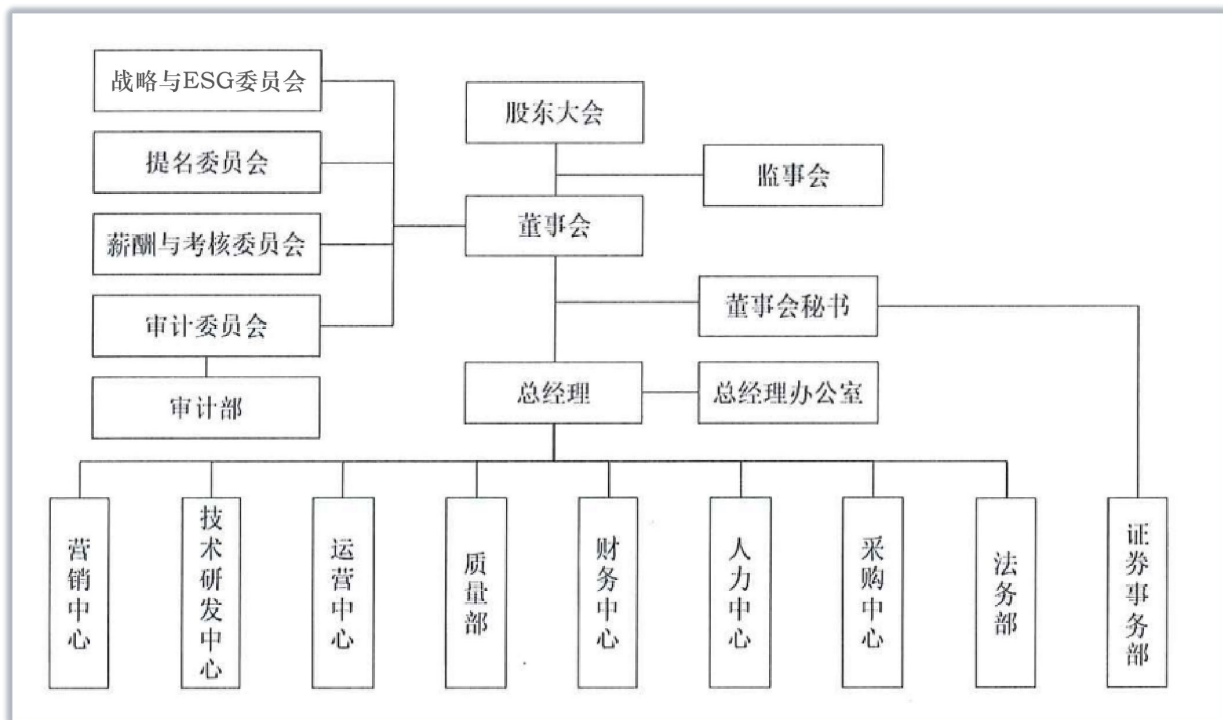 战略与ESG委员会
股东大会
提名委员会
监事会
董事会
薪酬与考核委员会
董事会秘书
审计委员会
总经理
总经理办公室
审计部
营销中心
技术研发中心
运营中心
质量部
财务中心
人力中心
采购中心
法务部
证券事务部